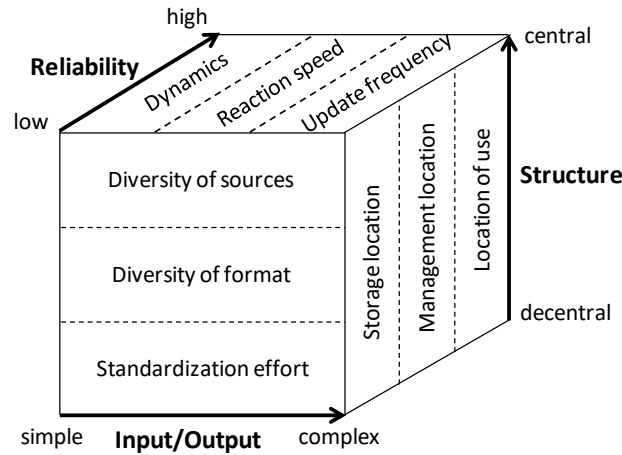 high
central
Reliability
Dynamics
Reaction speed
Update frequency
low
Diversity of sources
Diversity of format
Standardization effort
Storage location
Management location
Location of use
Structure
decentral
simple
Input/Output
complex